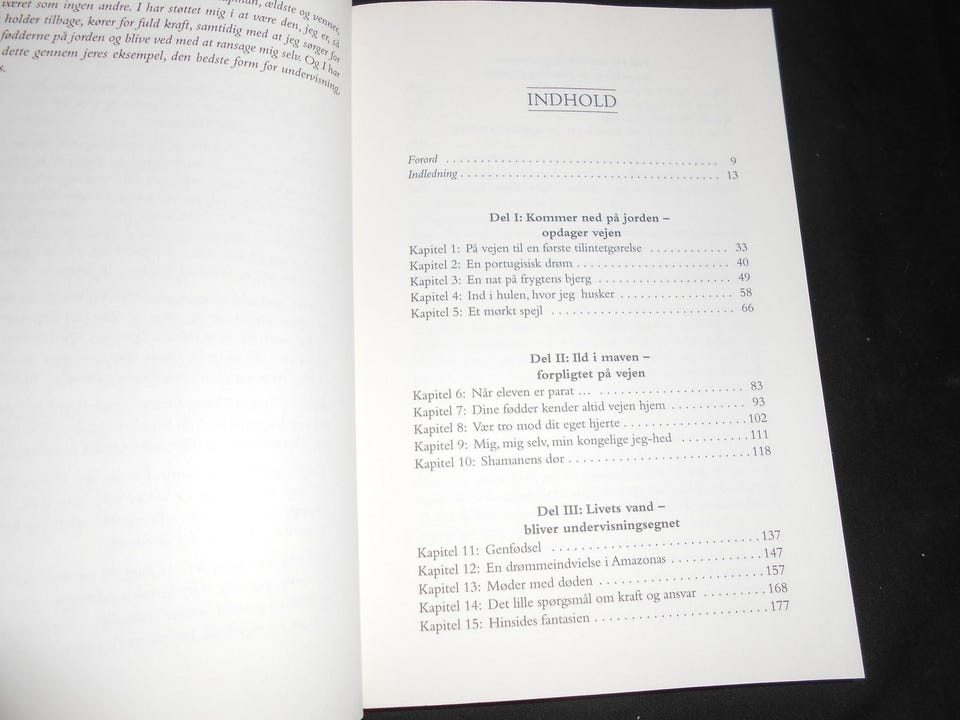 ældste og venner,
været som ingen andre. I har støttet mig i at være den, jeg er, så
holder tilbage, kører for fuld kraft, samtidig med at jeg sørger for
fødderne på jorden og blive ved med at ransage mig selv. Og I har
dette gennem jeres eksempel, den bedste form for undervisning,
s.
INDHOLD
Forord ........................................ 9
Indledning ...................................... 13
Del I: Kommer ned på jorden –
opdager vejen
Kapitel 1: På vejen til en første tilintetgørelse ............ 33
Kapitel 2: En portugisisk drøm ....................... 40
Kapitel 3: En nat på frygtens bjerg .................... 49
Kapitel 4: Ind i hulen, hvor jeg husker ................. 58
Kapitel 5: Et mørkt spejl ........................... 66
Del II: Ild i maven –
forpligtet på vejen
Kapitel 6: Når eleven er parat ... ..................... 83
Kapitel 7: Dine fødder kender altid vejen hjem ........... 93
Kapitel 8: Vær tro mod dit eget hjerte .................. 102
Kapitel 9: Mig, mig selv, min kongelige jeg-hed .......... 111
Kapitel 10: Shamanens dør ........................... 118
Del III: Livets vand –
bliver undervisningsegnet
Kapitel 11: Genfødsel ............................... 137
Kapitel 12: En drømmeindvielse i Amazonas ............. 147
Kapitel 13: Møder med døden ........................ 157
Kapitel 14: Det lille spørgsmål om kraft og ansvar ......... 168
Kapitel 15: Hinsides fantasien ......................... 177